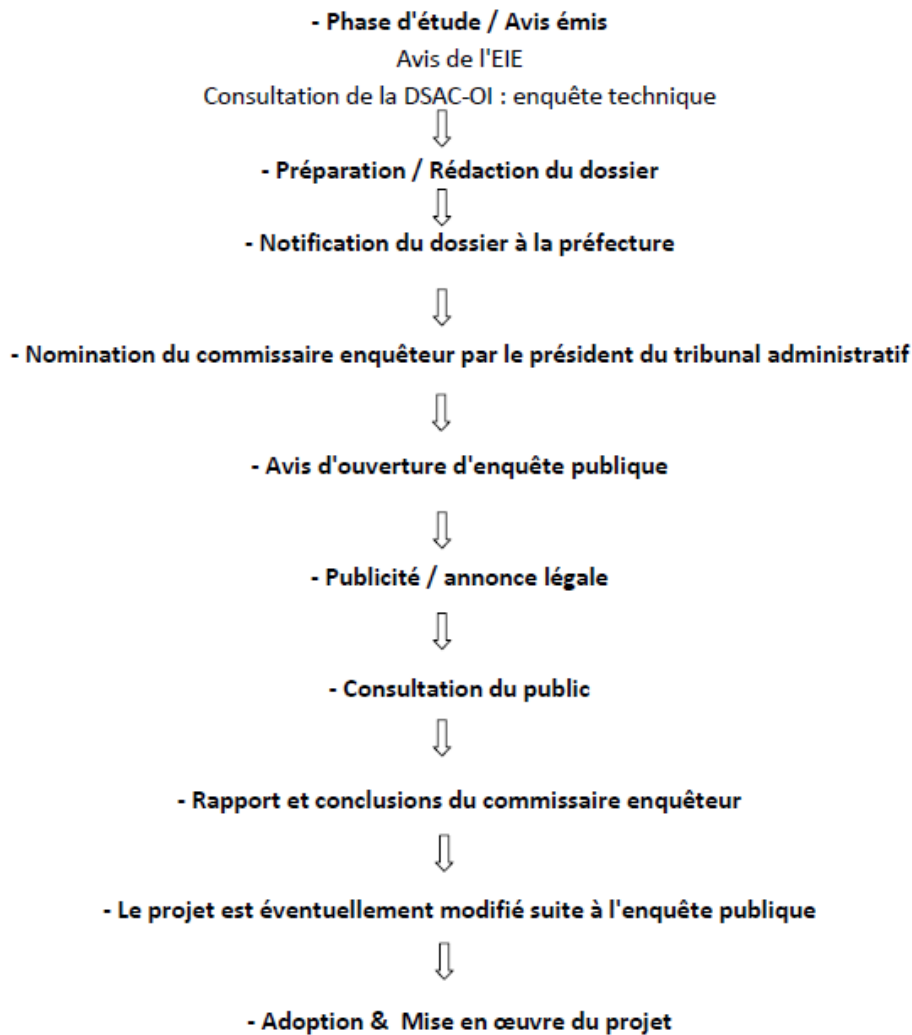 - Phase d'étude / Avis émis
Avis de l'EIE
Consultation de la DSAC-OI : enquête technique
- Préparation / Rédaction du dossier
- Notification du dossier à la préfecture
- Nomination du commissaire enquêteur par le président du tribunal administratif
- Avis d'ouverture d'enquête publique
- Publicité / annonce légale
- Consultation du public
- Rapport et conclusions du commissaire enquêteur
- Le projet est éventuellement modifié suite à l'enquête publique
- Adoption & Mise en œuvre du projet